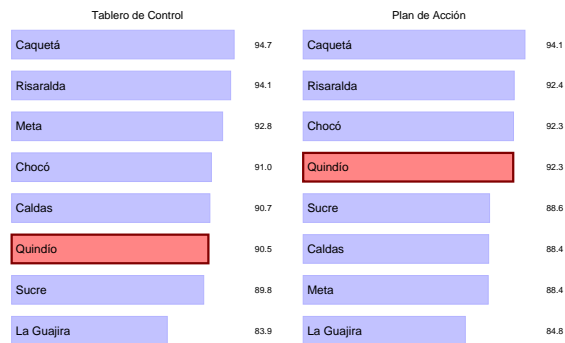 Tablero de Control
Caquetá 94.7
Risaralda 94.1
Meta 92.8
Chocó 91.0
Caldas 90.7
Quindío 90.5
Sucre 89.8
La Guajira 83.9
Plan de Acción
Caquetá 94.1
Risaralda 92.4
Chocó 92.3
Quindío 92.3
Sucre 88.6
Caldas 88.4
Meta 88.4
La Guajira 84.8